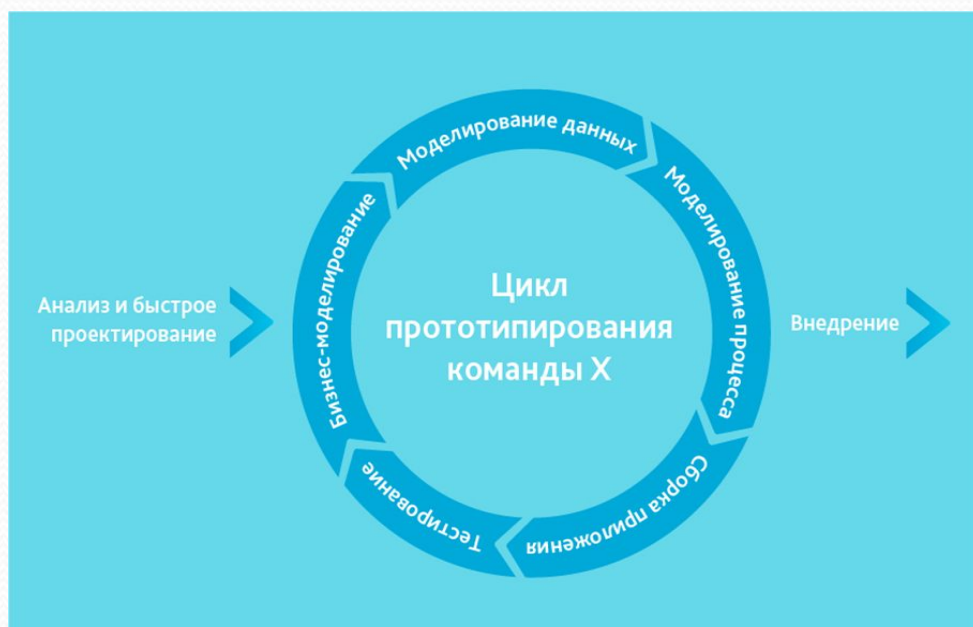 Анализ и быстрое
проектирование
Бизнес-моделирование
Моделирование данных
Моделирование процесса
Сборка приложения
Тестирование
Цикл
прототипирования
команды X
Внедрение